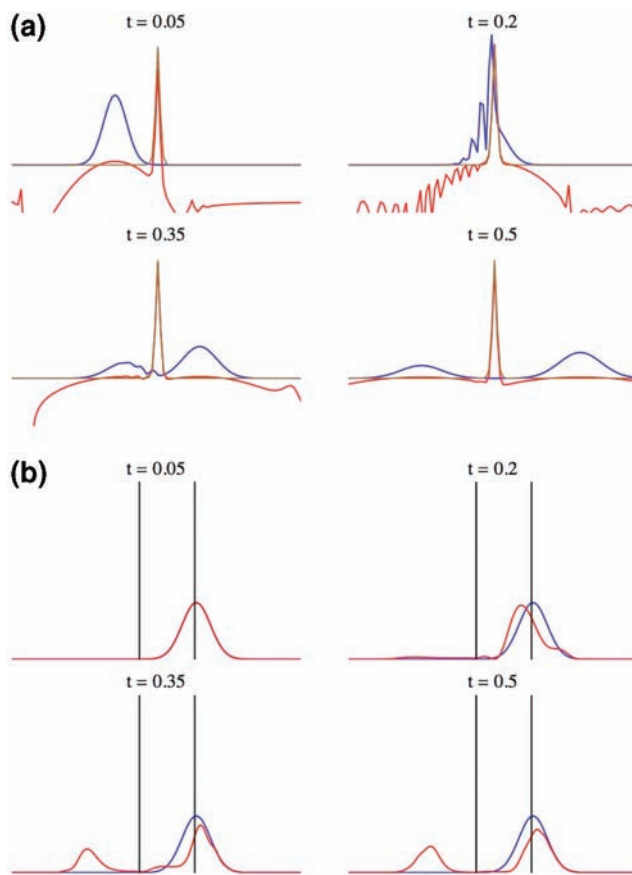 (a)
t = 0.05
t = 0.2
t = 0.35
t = 0.5
(b)
t = 0.05
t = 0.2
t = 0.35
t = 0.5